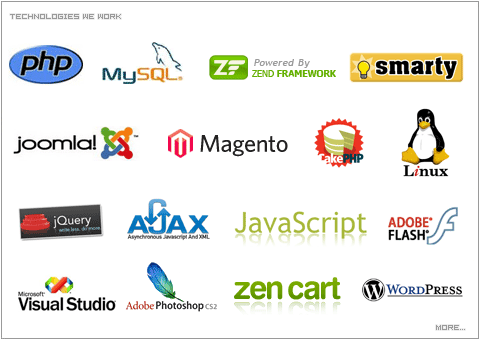 TECHNOLOGIES WE WORK
php
MySQL®
ZF Powered By
ZEND FRAMEWORK
smarty
Joomla!™
Magento
CakePHP
Linux
jQuery
write less, do more.
AJAX
Asynchronous Javascript And XML
JavaScript
ADOBE®
FLASH®
Microsoft®
Visual Studio
Adobe Photoshop CS2
zen cart
W WORDPRESS
MORE...